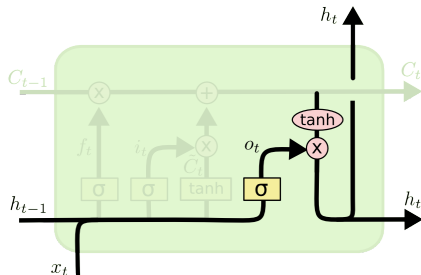 h_t
C_{t-1} x + C_t
tanh
f_t i_t x o_t x
C̃_t
σ σ tanh σ
h_{t-1} h_t
x_t